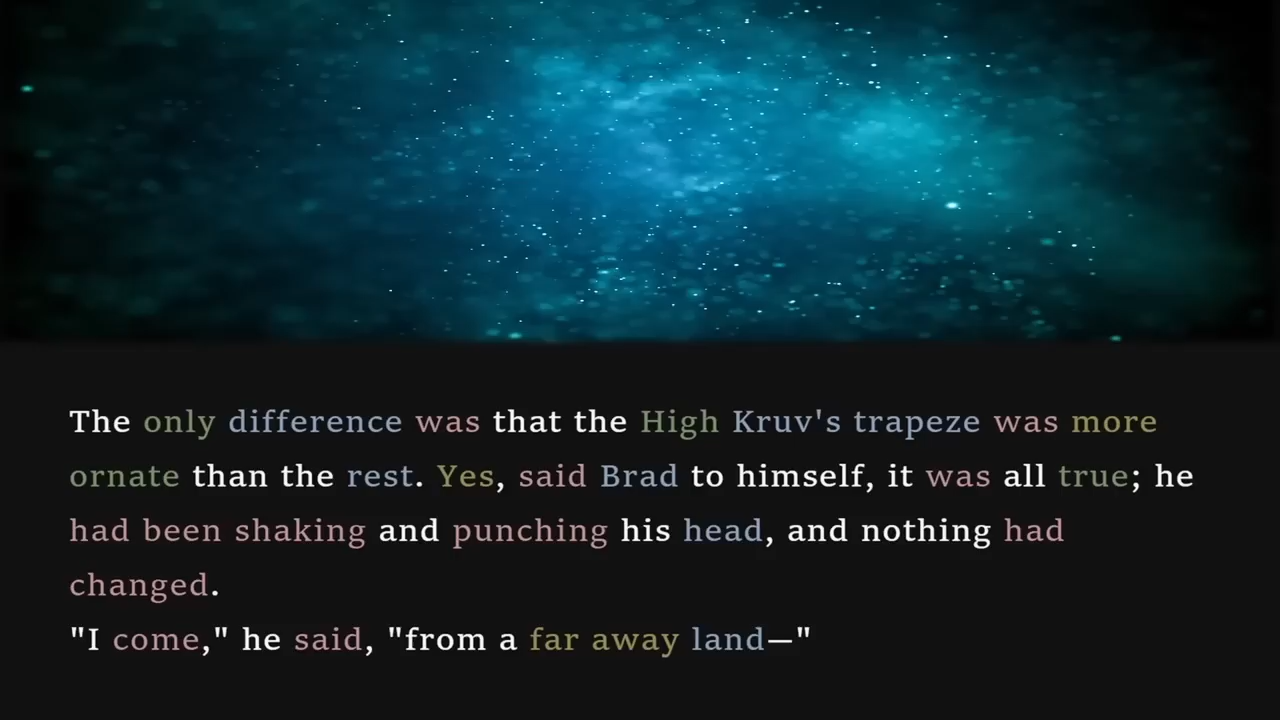 The only difference was that the High Kruv's trapeze was more
ornate than the rest. Yes, said Brad to himself, it was all true; he
had been shaking and punching his head, and nothing had
changed.
"I come," he said, "from a far away land—"